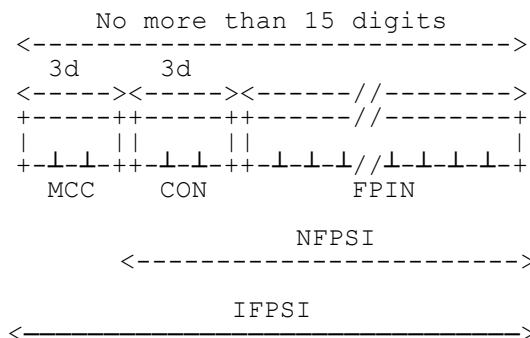 No more than 15 digits
3d 3d
MCC CON FPIN
NFPSI
IFPSI